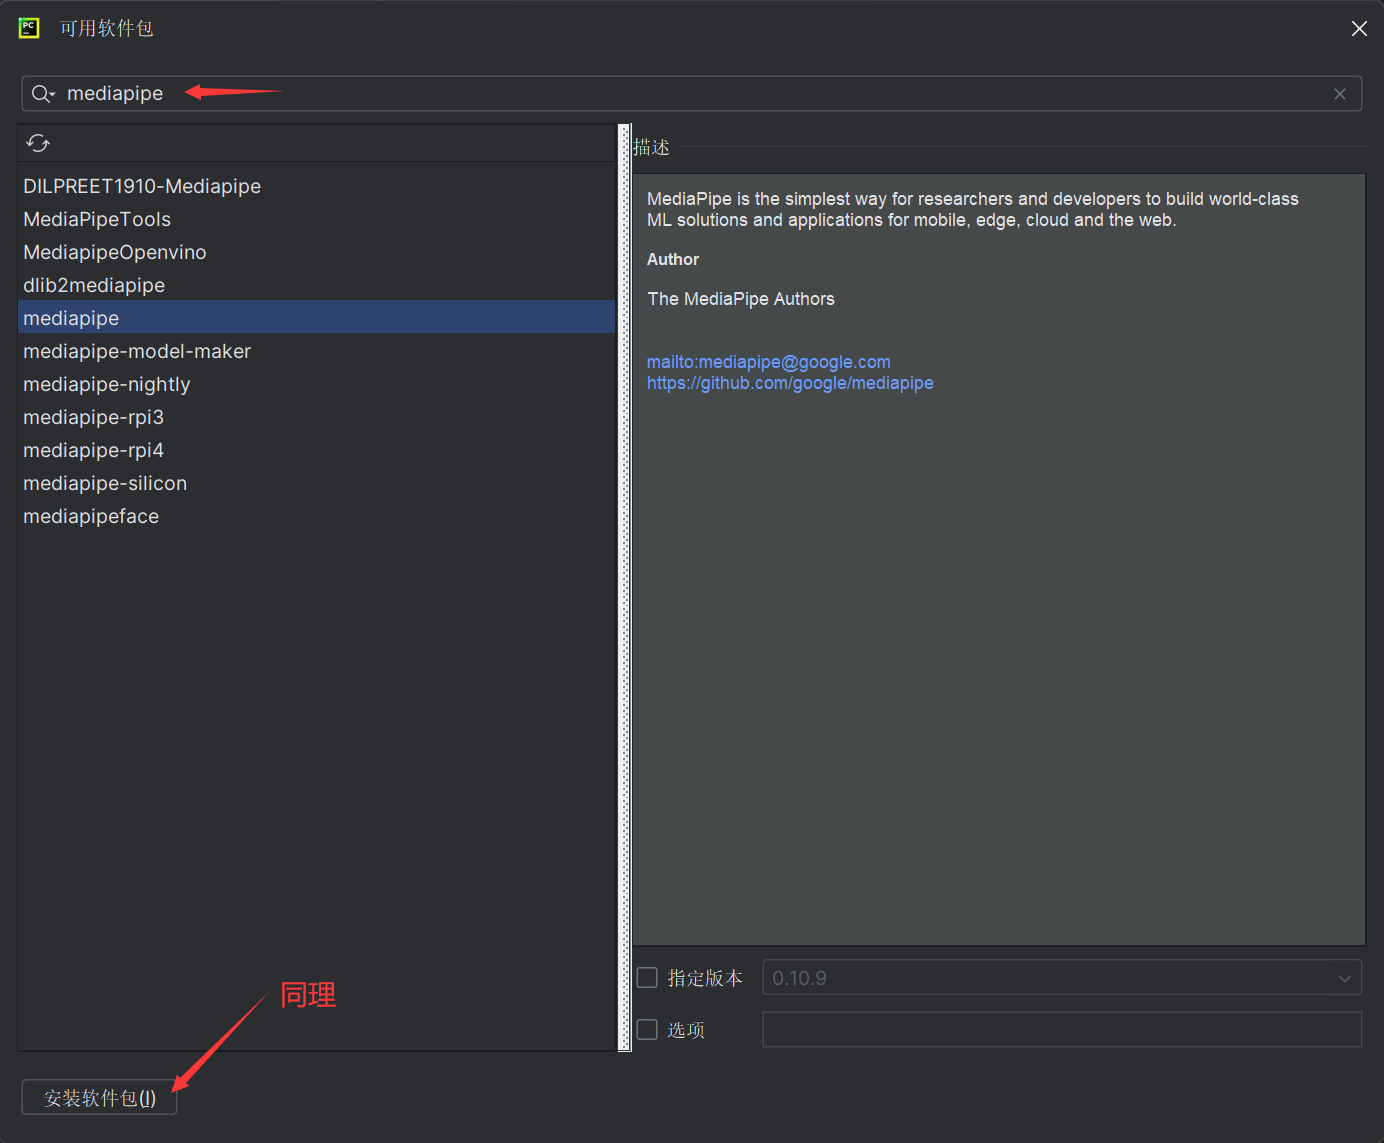 PC
可用软件包
mediapipe
描述
DILPREET1910-Mediapipe
MediaPipeTools
MediapipeOpenvino
dlib2mediapipe
mediapipe
mediapipe-model-maker
mediapipe-nightly
mediapipe-rpi3
mediapipe-rpi4
mediapipe-silicon
mediapipeface
MediaPipe is the simplest way for researchers and developers to build world-class
ML solutions and applications for mobile, edge, cloud and the web.
Author
The MediaPipe Authors
mailto:mediapipe@google.com
https://github.com/google/mediapipe
指定版本 0.10.9
选项
同理
安装软件包(I)